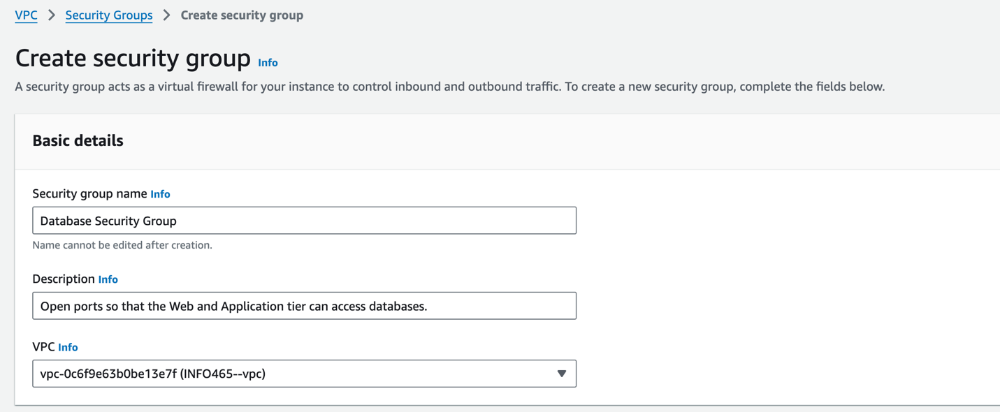 VPC > Security Groups > Create security group
Create security group Info
A security group acts as a virtual firewall for your instance to control inbound and outbound traffic. To create a new security group, complete the fields below.
Basic details
Security group name Info
Database Security Group
Name cannot be edited after creation.
Description Info
Open ports so that the Web and Application tier can access databases.
VPC Info
vpc-0c6f9e63b0be13e7f (INFO465--vpc)